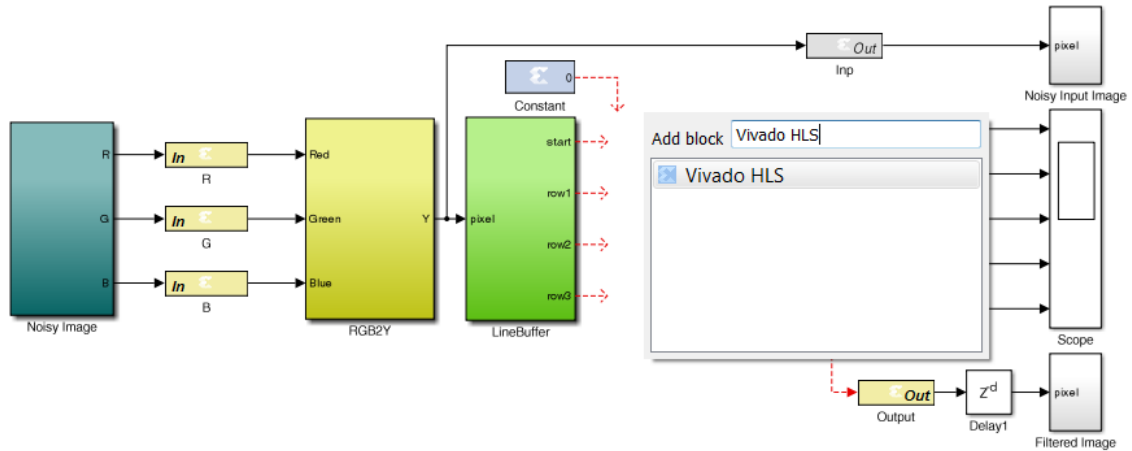 Out
Inp
pixel
Noisy Input Image
0
Constant
Add block Vivado HLS
Vivado HLS
R
G
B
Noisy Image
In
R
In
G
In
B
Red
Green
Blue
Y
RGB2Y
pixel
start
row1
row2
row3
LineBuffer
Scope
Out
Output
Z^d
Delay1
pixel
Filtered Image